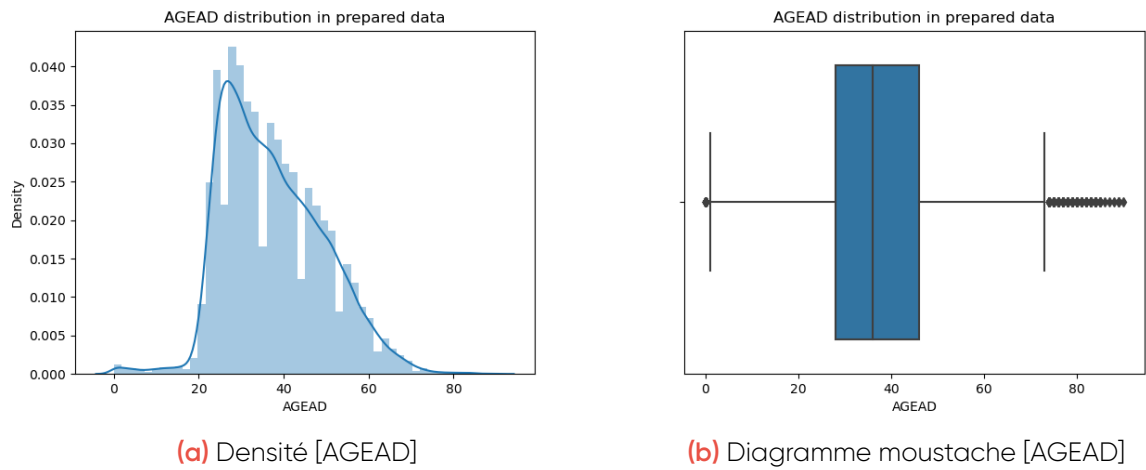 AGEAD distribution in prepared data
0.040
0.035
0.030
0.025
0.020
0.015
0.010
0.005
0.000
Density
0 20 40 60 80
AGEAD
(a) Densité [AGEAD]
AGEAD distribution in prepared data
0 20 40 60 80
AGEAD
(b) Diagramme moustache [AGEAD]